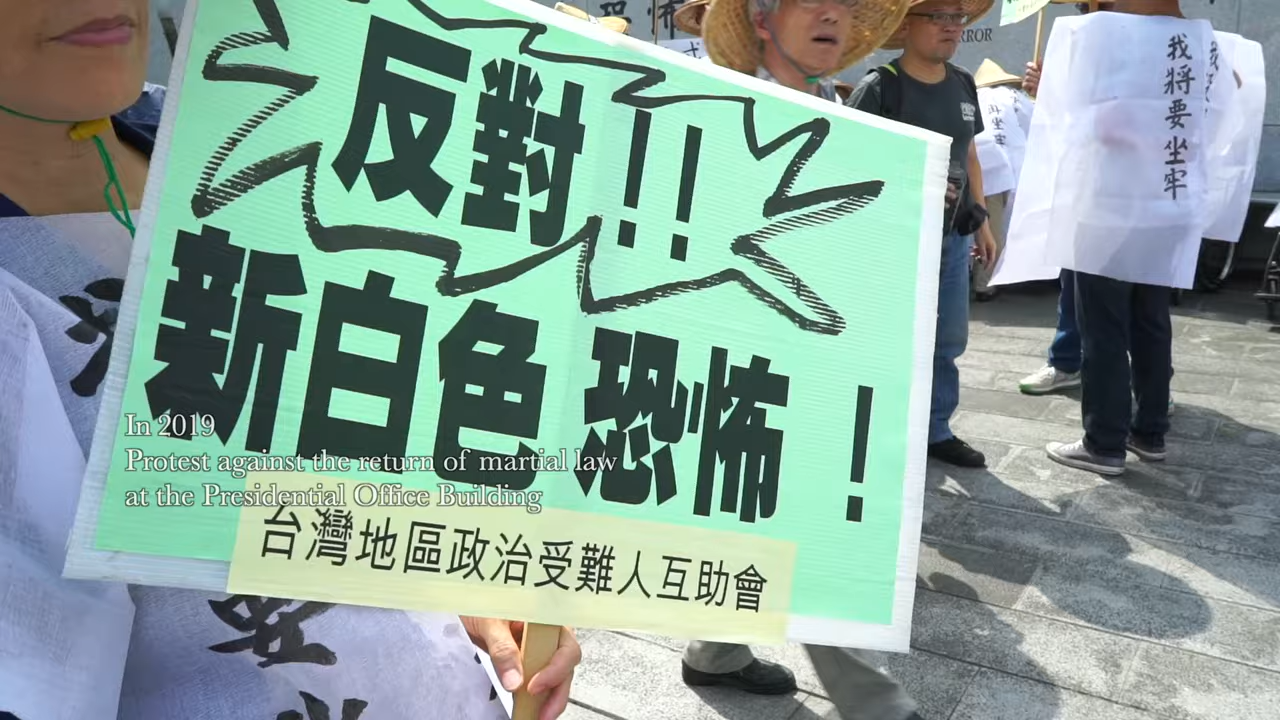 反對!!
新白色恐怖!
台灣地區政治受難人互助會
In 2019
Protest against the return of martial law
at the Presidential Office Building
我將要坐牢